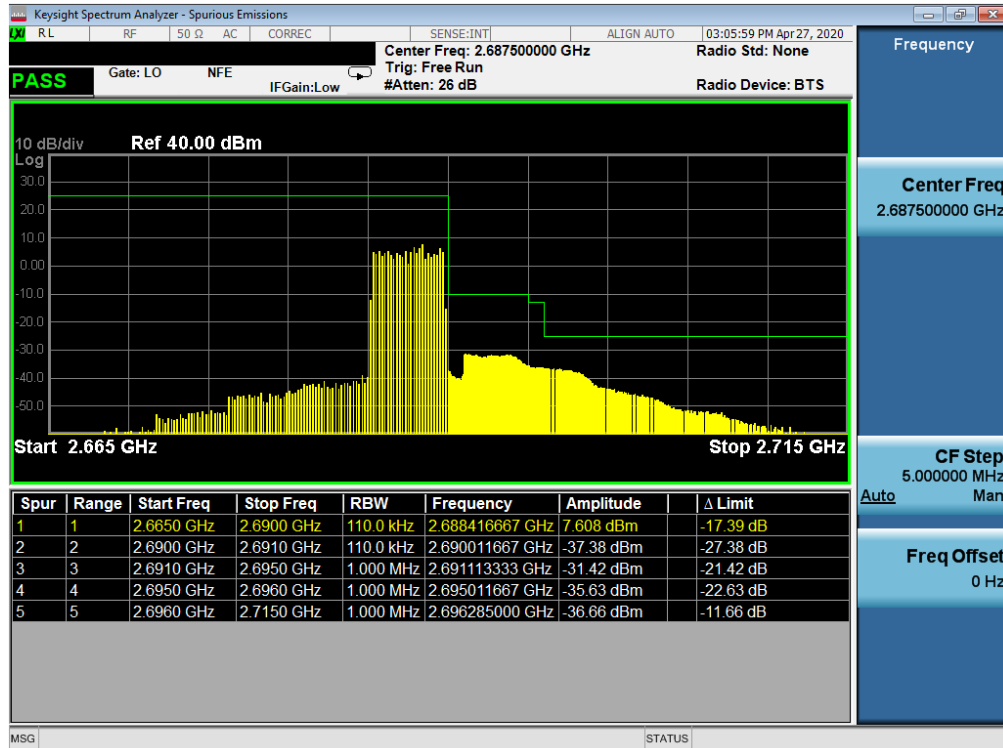 Keysight Spectrum Analyzer - Spurious Emissions
LXI RL RF 50 Ω AC CORREC SENSE:INT ALIGN AUTO 03:05:59 PM Apr 27, 2020
Center Freq: 2.687500000 GHz Radio Std: None
PASS Gate: LO NFE Trig: Free Run
IFGain:Low #Atten: 26 dB Radio Device: BTS
10 dB/div Ref 40.00 dBm
Log
30.0
20.0
10.0
0.00
-10.0
-20.0
-30.0
-40.0
-50.0
Start 2.665 GHz Stop 2.715 GHz
Spur Range Start Freq Stop Freq RBW Frequency Amplitude Δ Limit
1 1 2.6650 GHz 2.6900 GHz 110.0 kHz 2.688416667 GHz 7.608 dBm -17.39 dB
2 2 2.6900 GHz 2.6910 GHz 110.0 kHz 2.690011667 GHz -37.38 dBm -27.38 dB
3 3 2.6910 GHz 2.6950 GHz 1.000 MHz 2.691113333 GHz -31.42 dBm -21.42 dB
4 4 2.6950 GHz 2.6960 GHz 1.000 MHz 2.695011667 GHz -35.63 dBm -22.63 dB
5 5 2.6960 GHz 2.7150 GHz 1.000 MHz 2.696285000 GHz -36.66 dBm -11.66 dB
MSG STATUS
Frequency
Center Freq
2.687500000 GHz
CF Step
5.000000 MHz
Auto Man
Freq Offset
0 Hz